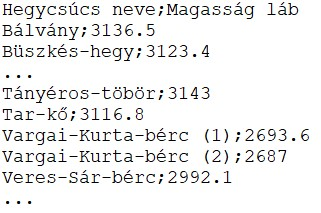 Hegycsúcs neve;Magasság láb
Bálvány;3136.5
Büszkés-hegy;3123.4
...
Tányéros-töbör;3143
Tar-kő;3116.8
Vargai-Kurta-bérc (1);2693.6
Vargai-Kurta-bérc (2);2687
Veres-Sár-bérc;2992.1
...